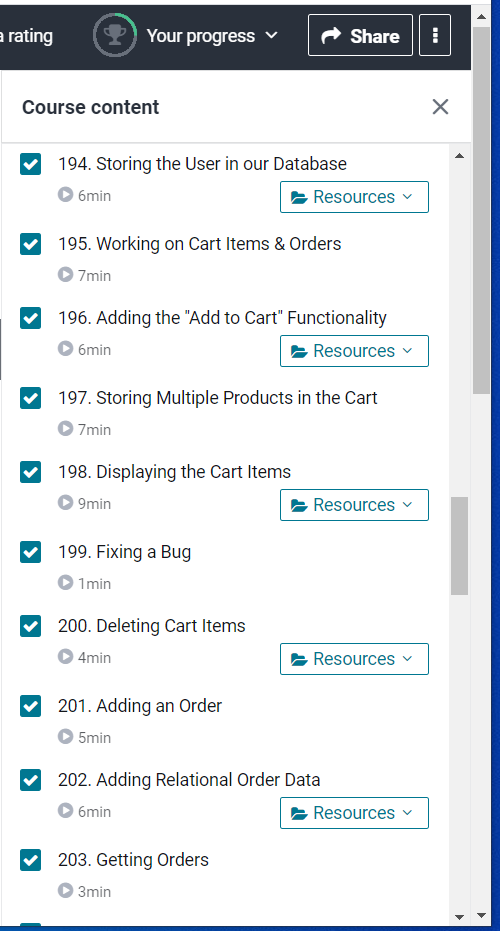 a rating
Your progress
Share
Course content
194. Storing the User in our Database
6min
Resources
195. Working on Cart Items & Orders
7min
196. Adding the "Add to Cart" Functionality
6min
Resources
197. Storing Multiple Products in the Cart
7min
198. Displaying the Cart Items
9min
Resources
199. Fixing a Bug
1min
200. Deleting Cart Items
4min
Resources
201. Adding an Order
5min
202. Adding Relational Order Data
6min
Resources
203. Getting Orders
3min